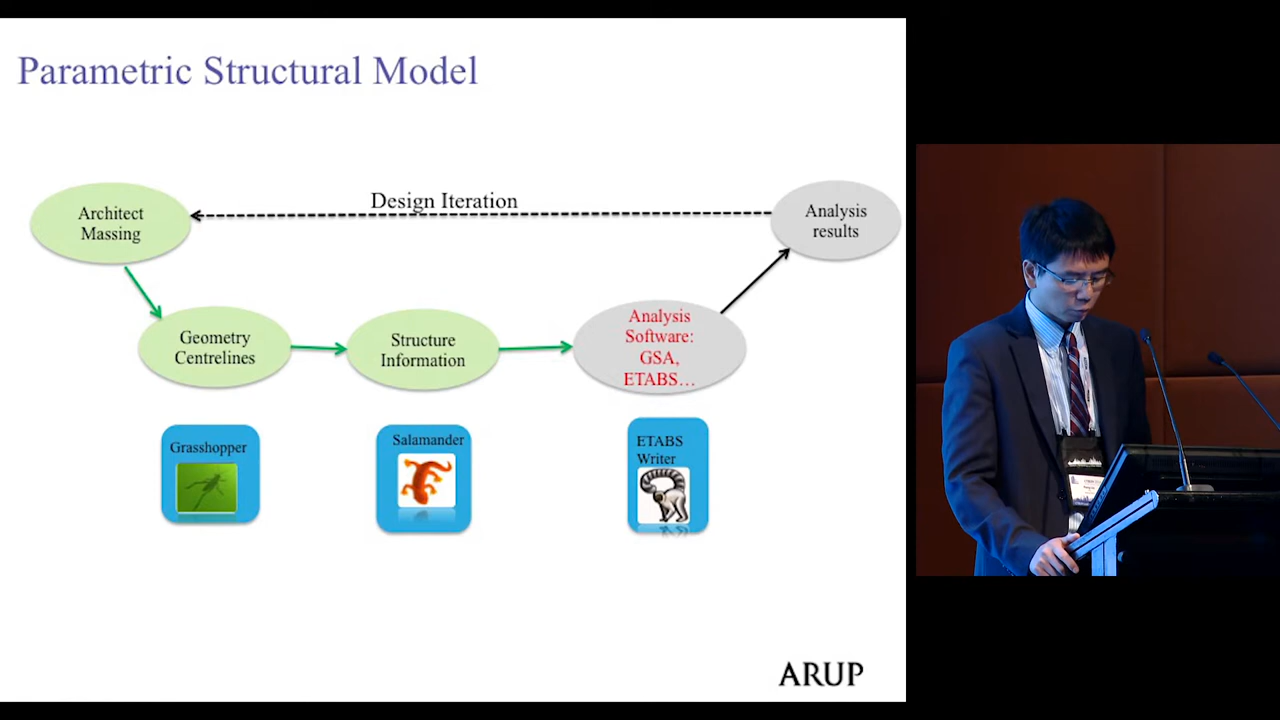 Parametric Structural Model
Design Iteration
Architect
Massing
Analysis
results
Geometry
Centrelines
Structure
Information
Analysis
Software:
GSA,
ETABS…
Grasshopper
Salamander
ETABS
Writer
ARUP